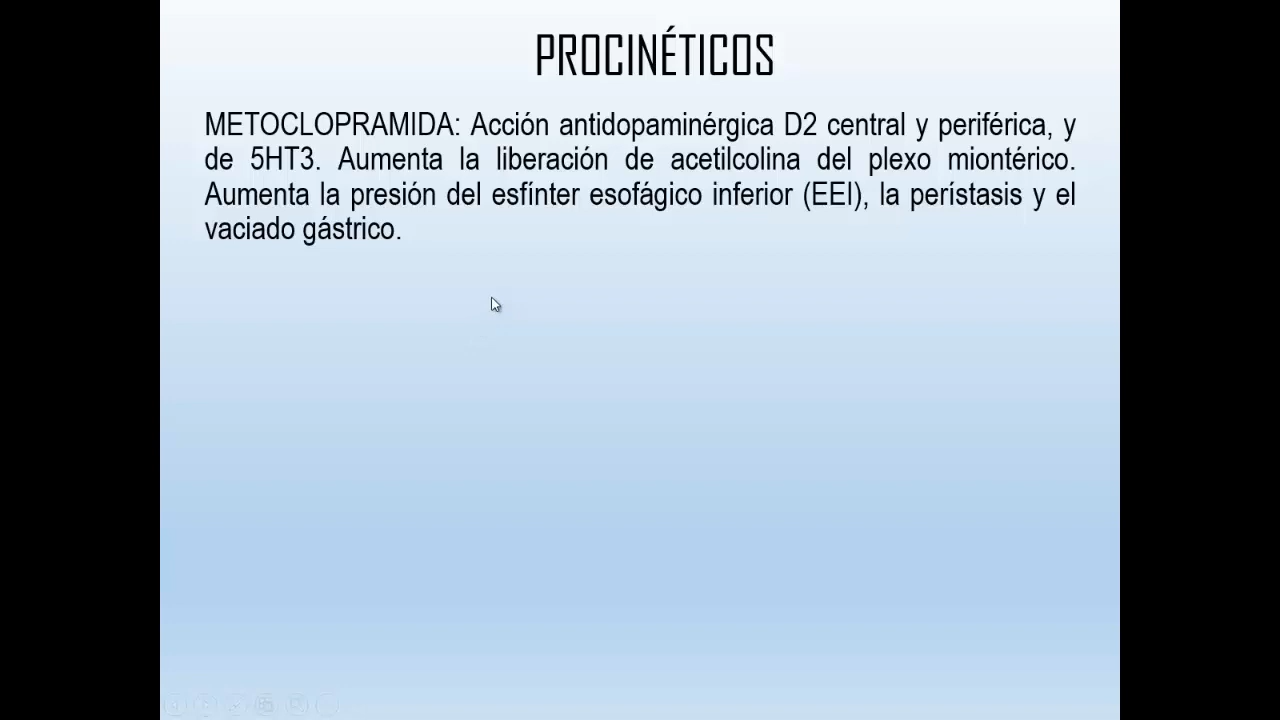 PROCINÉTICOS
METOCLOPRAMIDA: Acción antidopaminérgica D2 central y periférica, y
de 5HT3. Aumenta la liberación de acetilcolina del plexo miontérico.
Aumenta la presión del esfínter esofágico inferior (EEI), la perístasis y el
vaciado gástrico.